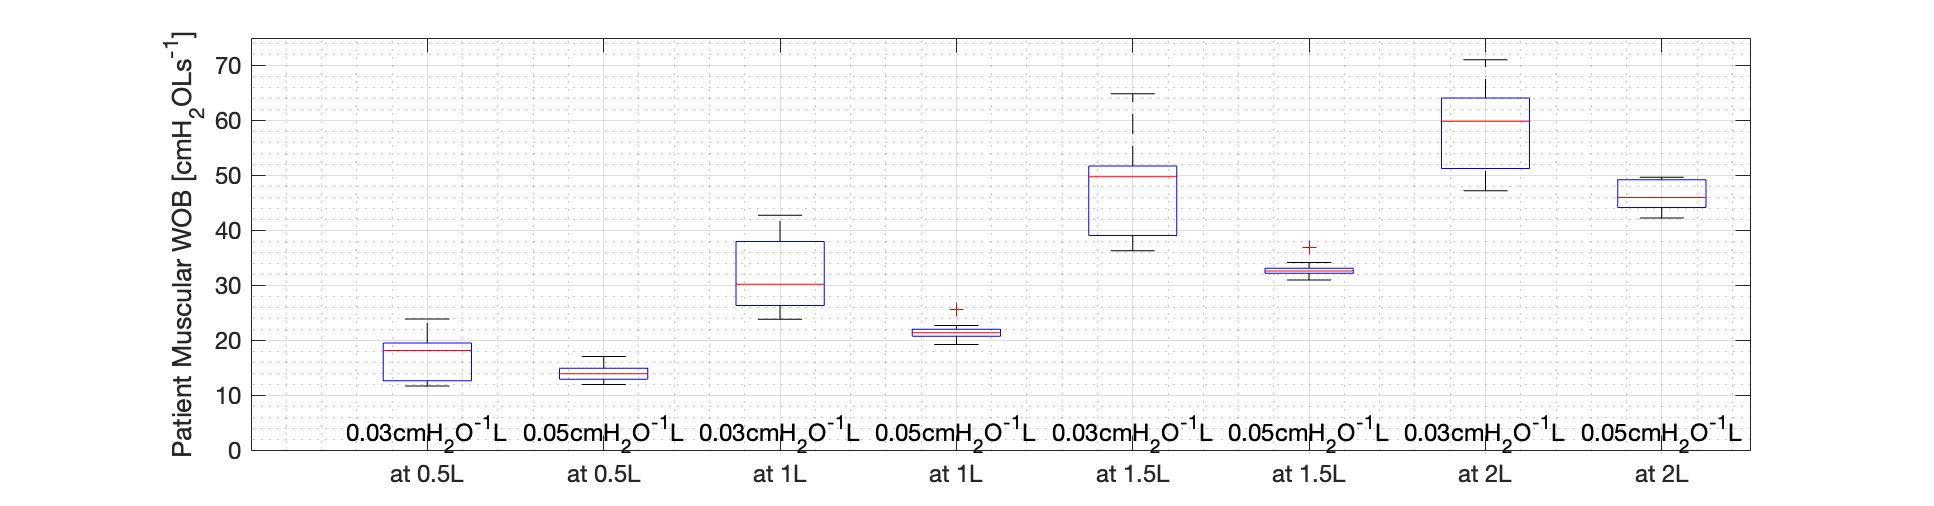 Patient Muscular WOB [cmH₂OLs⁻¹]
70
60
50
40
30
20
10
0
0.03cmH₂O⁻¹L 0.05cmH₂O⁻¹L 0.03cmH₂O⁻¹L 0.05cmH₂O⁻¹L 0.03cmH₂O⁻¹L 0.05cmH₂O⁻¹L 0.03cmH₂O⁻¹L 0.05cmH₂O⁻¹L
at 0.5L at 0.5L at 1L at 1L at 1.5L at 1.5L at 2L at 2L